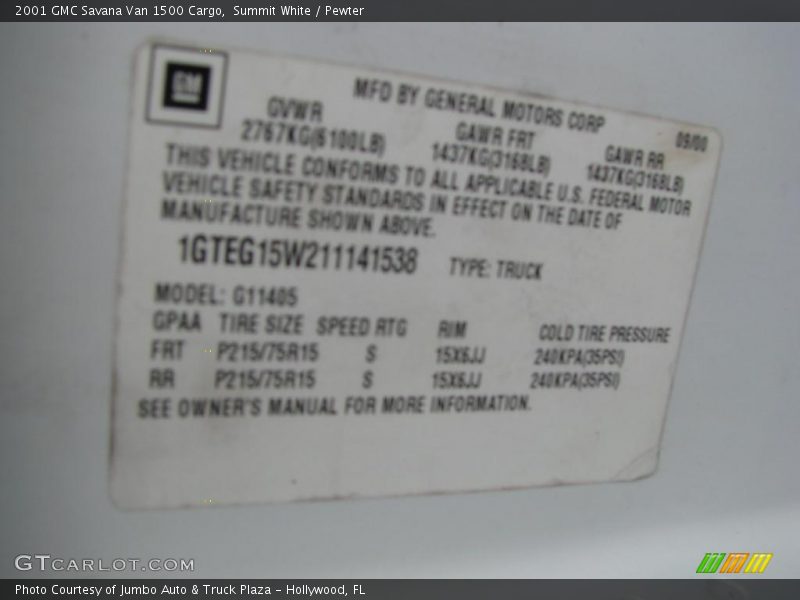 2001 GMC Savana Van 1500 Cargo, Summit White / Pewter
GM
MFD BY GENERAL MOTORS CORP
09/00
GVWR GAWR FRT GAWR RR
2767KG(6100LB) 1437KG(3168LB) 1437KG(3168LB)
THIS VEHICLE CONFORMS TO ALL APPLICABLE U.S. FEDERAL MOTOR
VEHICLE SAFETY STANDARDS IN EFFECT ON THE DATE OF
MANUFACTURE SHOWN ABOVE.
1GTEG15W211141538 TYPE: TRUCK
MODEL: G11405
GPAA TIRE SIZE SPEED RTG RIM COLD TIRE PRESSURE
FRT P215/75R15 S 15X6JJ 240KPA(35PSI)
RR P215/75R15 S 15X6JJ 240KPA(35PSI)
SEE OWNER'S MANUAL FOR MORE INFORMATION.
GTCARLOT.COM
Photo Courtesy of Jumbo Auto & Truck Plaza - Hollywood, FL